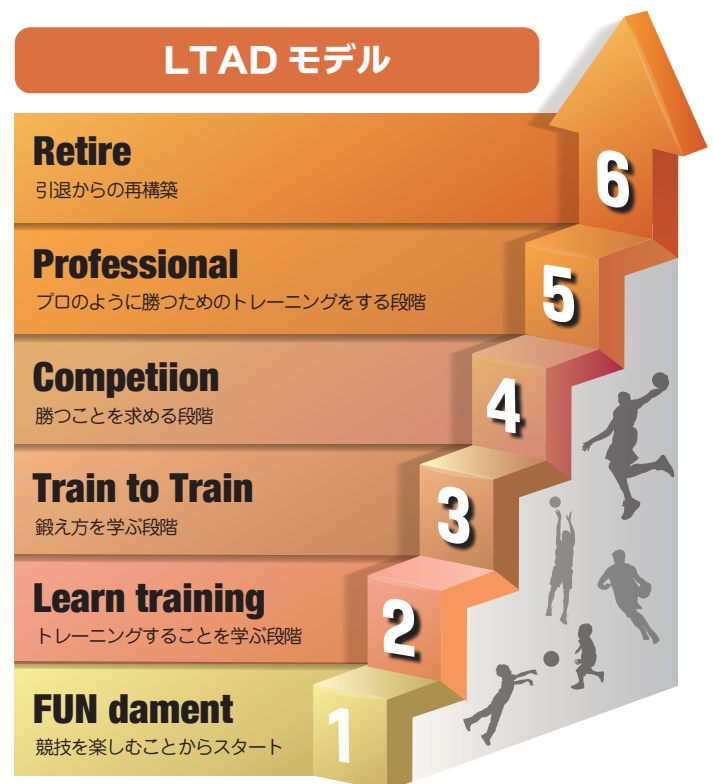 LTAD モデル
Retire
引退からの再構築
6
Professional
プロのように勝つためのトレーニングをする段階
5
Competiion
勝つことを求める段階
4
Train to Train
鍛え方を学ぶ段階
3
Learn training
トレーニングすることを学ぶ段階
2
FUN dament
競技を楽しむことからスタート
1